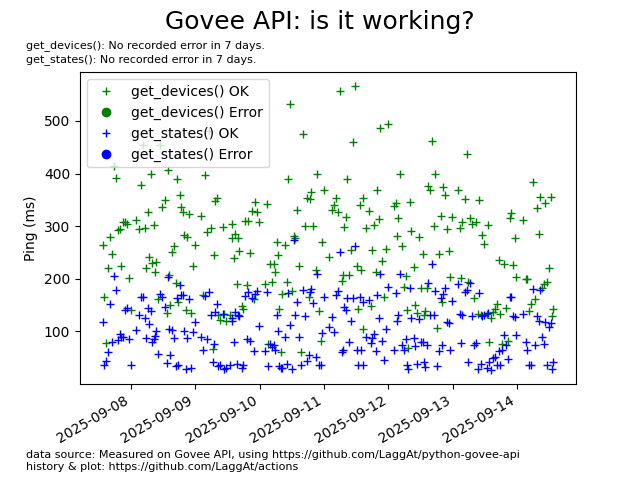 Govee API: is it working?
get_devices(): No recorded error in 7 days.
get_states(): No recorded error in 7 days.
get_devices() OK
get_devices() Error
get_states() OK
get_states() Error
Ping (ms)
500
400
300
200
100
2025-09-08
2025-09-09
2025-09-10
2025-09-11
2025-09-12
2025-09-13
2025-09-14
data source: Measured on Govee API, using https://github.com/LaggAt/python-govee-api
history & plot: https://github.com/LaggAt/actions